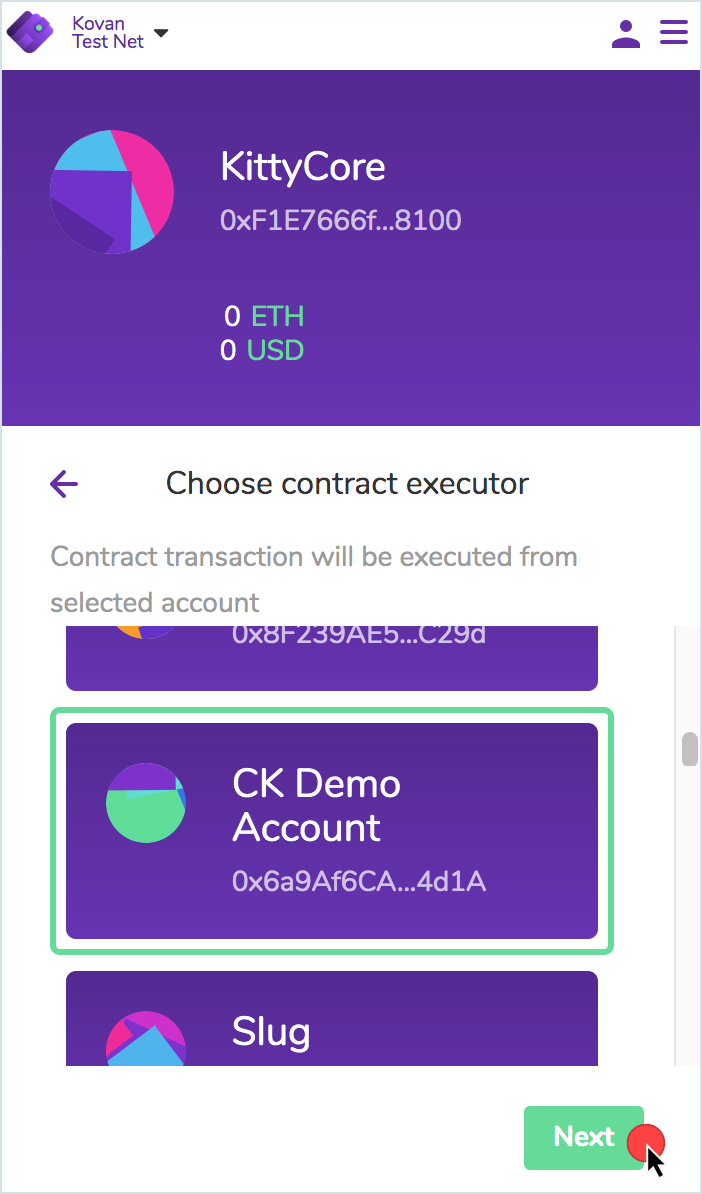 Kovan
Test Net
KittyCore
0xF1E7666f...8100
0 ETH
0 USD
Choose contract executor
Contract transaction will be executed from
selected account
0x8F239AE5...C29d
CK Demo
Account
0x6a9Af6CA...4d1A
Slug
Next